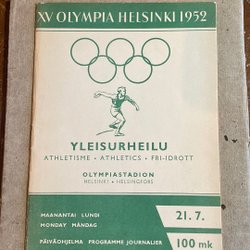 XV OLYMPIA HELSINKI 1952
YLEISURHEILU
ATHLETISME • ATHLETICS • FRI-IDROTT
OLYMPIASTADION
HELSINKI • HELSINGFORS
MAANANTAI LUNDI
MONDAY MÅNDAG
21.7.
PÄIVÄOHJELMA PROGRAMME JOURNALIER
100 mk